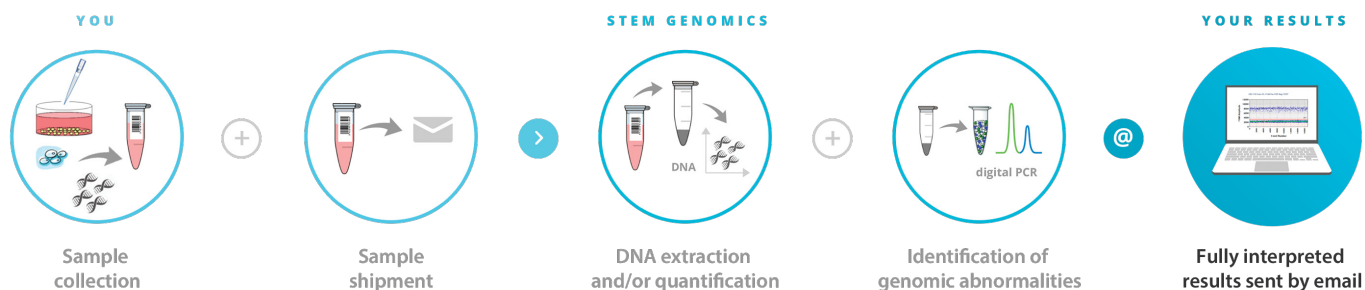 YOU
STEM GENOMICS
YOUR RESULTS
+
+
@
DNA
digital PCR
Sample
collection
Sample
shipment
DNA extraction
and/or quantification
Identification of
genomic abnormalities
Fully interpreted
results sent by email